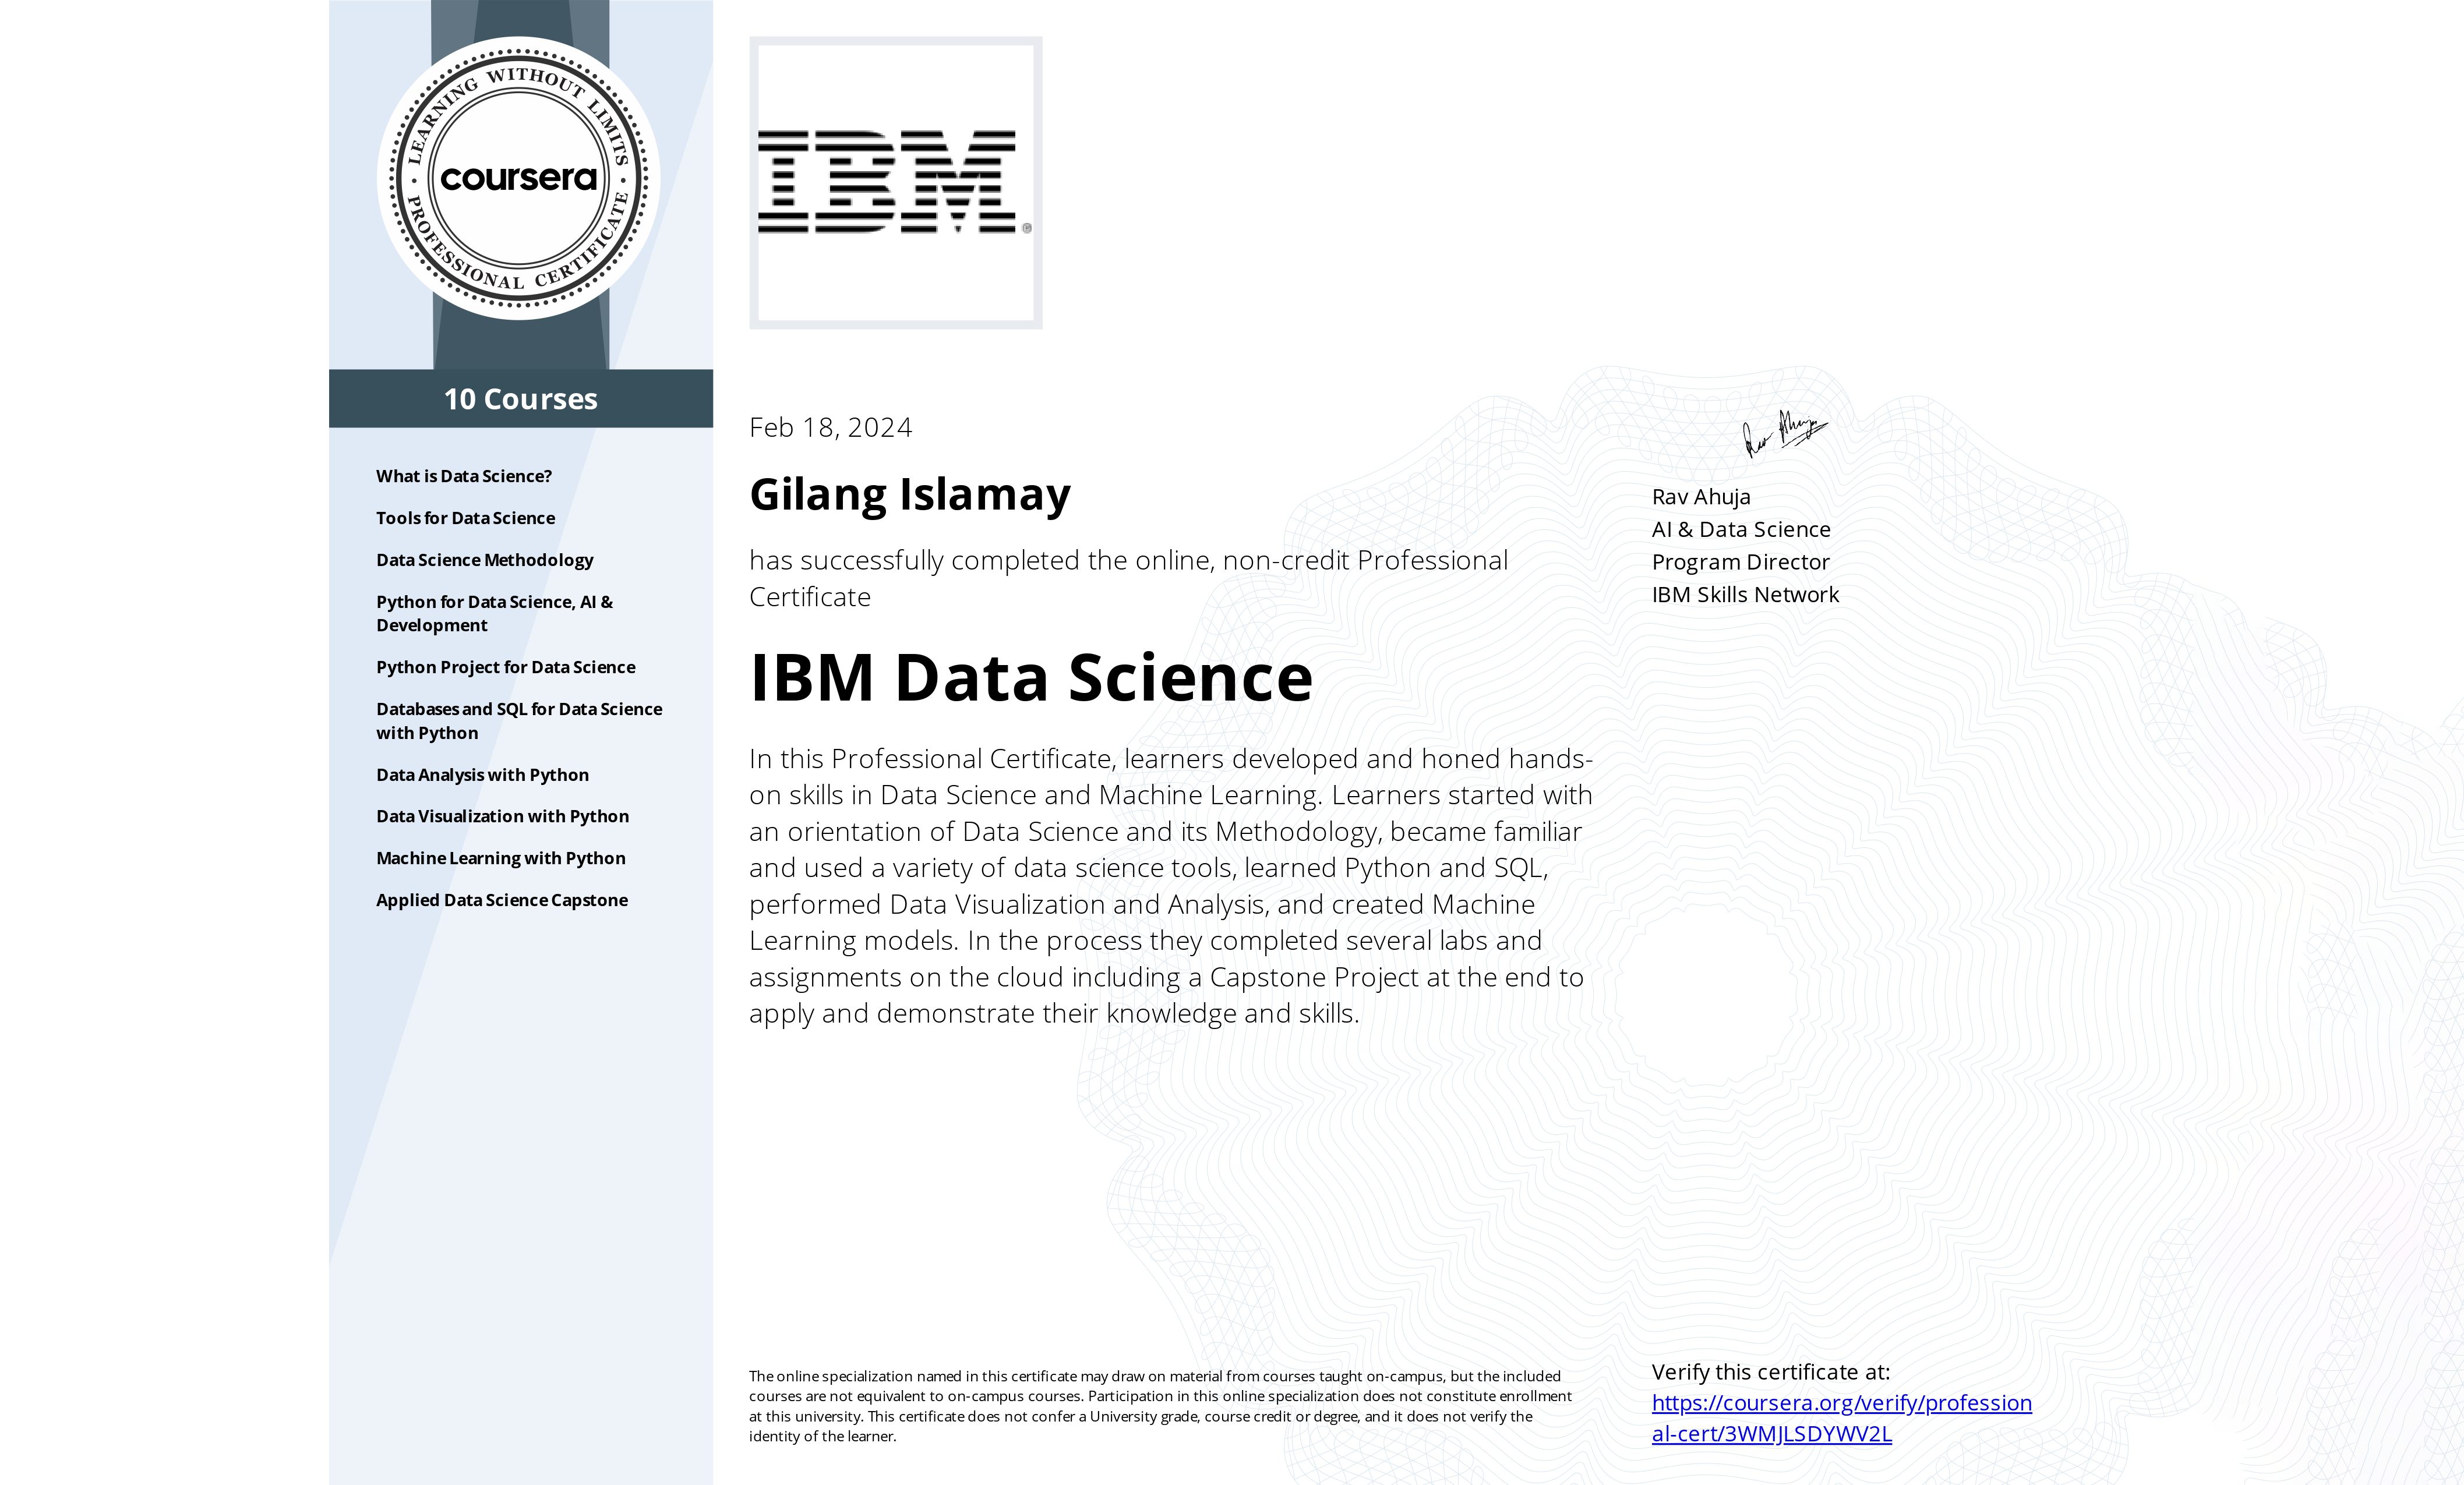 LEARNING WITHOUT LIMITS
coursera
PROFESSIONAL CERTIFICATE
10 Courses
What is Data Science?
Tools for Data Science
Data Science Methodology
Python for Data Science, AI &
Development
Python Project for Data Science
Databases and SQL for Data Science
with Python
Data Analysis with Python
Data Visualization with Python
Machine Learning with Python
Applied Data Science Capstone
IBM®
Feb 18, 2024
Gilang Islamay
has successfully completed the online, non-credit Professional
Certificate
IBM Data Science
In this Professional Certificate, learners developed and honed hands-
on skills in Data Science and Machine Learning. Learners started with
an orientation of Data Science and its Methodology, became familiar
and used a variety of data science tools, learned Python and SQL,
performed Data Visualization and Analysis, and created Machine
Learning models. In the process they completed several labs and
assignments on the cloud including a Capstone Project at the end to
apply and demonstrate their knowledge and skills.
Rav Ahuja
Rav Ahuja
AI & Data Science
Program Director
IBM Skills Network
The online specialization named in this certificate may draw on material from courses taught on-campus, but the included
courses are not equivalent to on-campus courses. Participation in this online specialization does not constitute enrollment
at this university. This certificate does not confer a University grade, course credit or degree, and it does not verify the
identity of the learner.
Verify this certificate at:
https://coursera.org/verify/profession
al-cert/3WMJLSDYWV2L